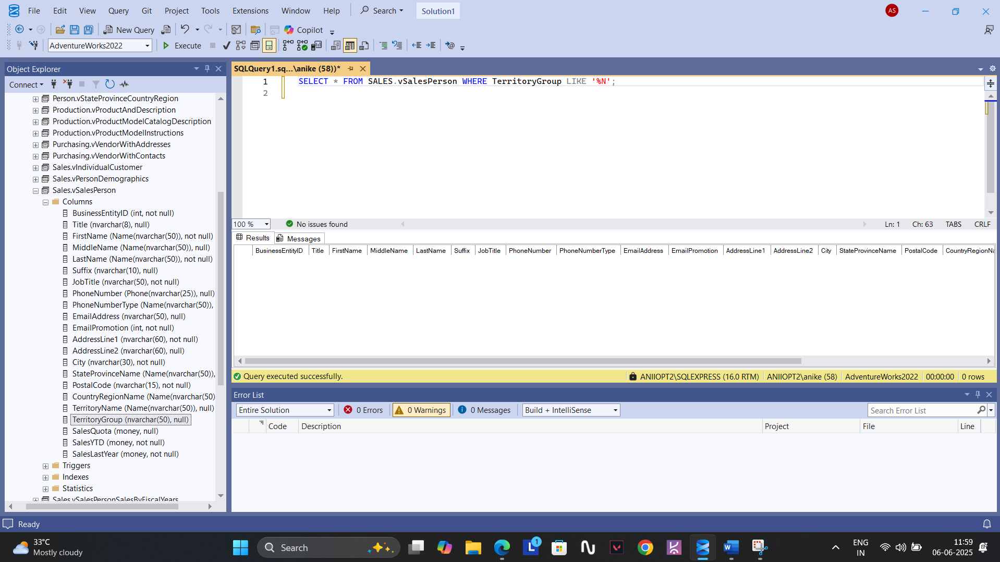 File Edit View Query Git Project Tools Extensions Window Help Search Solution1 AS
New Query Copilot
AdventureWorks2022 Execute
Object Explorer
Connect
Person.vStateProvinceCountryRegion
Production.vProductAndDescription
Production.vProductModelCatalogDescription
Production.vProductModelInstructions
Purchasing.vVendorWithAddresses
Purchasing.vVendorWithContacts
Sales.vIndividualCustomer
Sales.vPersonDemographics
Sales.vSalesPerson
Columns
BusinessEntityID (int, not null)
Title (nvarchar(8), null)
FirstName (Name(nvarchar(50)), not null)
MiddleName (Name(nvarchar(50)), null)
LastName (Name(nvarchar(50)), not null)
Suffix (nvarchar(10), null)
JobTitle (nvarchar(50), not null)
PhoneNumber (Phone(nvarchar(25)), null)
PhoneNumberType (Name(nvarchar(50)),
EmailAddress (nvarchar(50), null)
EmailPromotion (int, not null)
AddressLine1 (nvarchar(60), not null)
AddressLine2 (nvarchar(60), null)
City (nvarchar(30), not null)
StateProvinceName (Name(nvarchar(50)),
PostalCode (nvarchar(15), not null)
CountryRegionName (Name(nvarchar(50)
TerritoryName (Name(nvarchar(50)), null)
TerritoryGroup (nvarchar(50), null)
SalesQuota (money, null)
SalesYTD (money, not null)
SalesLastYear (money, not null)
Triggers
Indexes
Statistics
Sales.vSalesPersonSalesByFiscalYears
SQLQuery1.sq...\anike (58))*
1 SELECT * FROM SALES.vSalesPerson WHERE TerritoryGroup LIKE '%N';
2
100 % No issues found Ln: 1 Ch: 63 TABS CRLF
Results Messages
BusinessEntityID Title FirstName MiddleName LastName Suffix JobTitle PhoneNumber PhoneNumberType EmailAddress EmailPromotion AddressLine1 AddressLine2 City StateProvinceName PostalCode CountryRegionNa
Query executed successfully. ANIIOPT2\SQLEXPRESS (16.0 RTM) ANIIOPT2\anike (58) AdventureWorks2022 00:00:00 0 rows
Error List
Entire Solution 0 Errors 0 Warnings 0 Messages Build + IntelliSense Search Error List
Code Description Project File Line
Ready
33°C
Mostly cloudy
Search
1
ENG
IN
11:59
06-06-2025